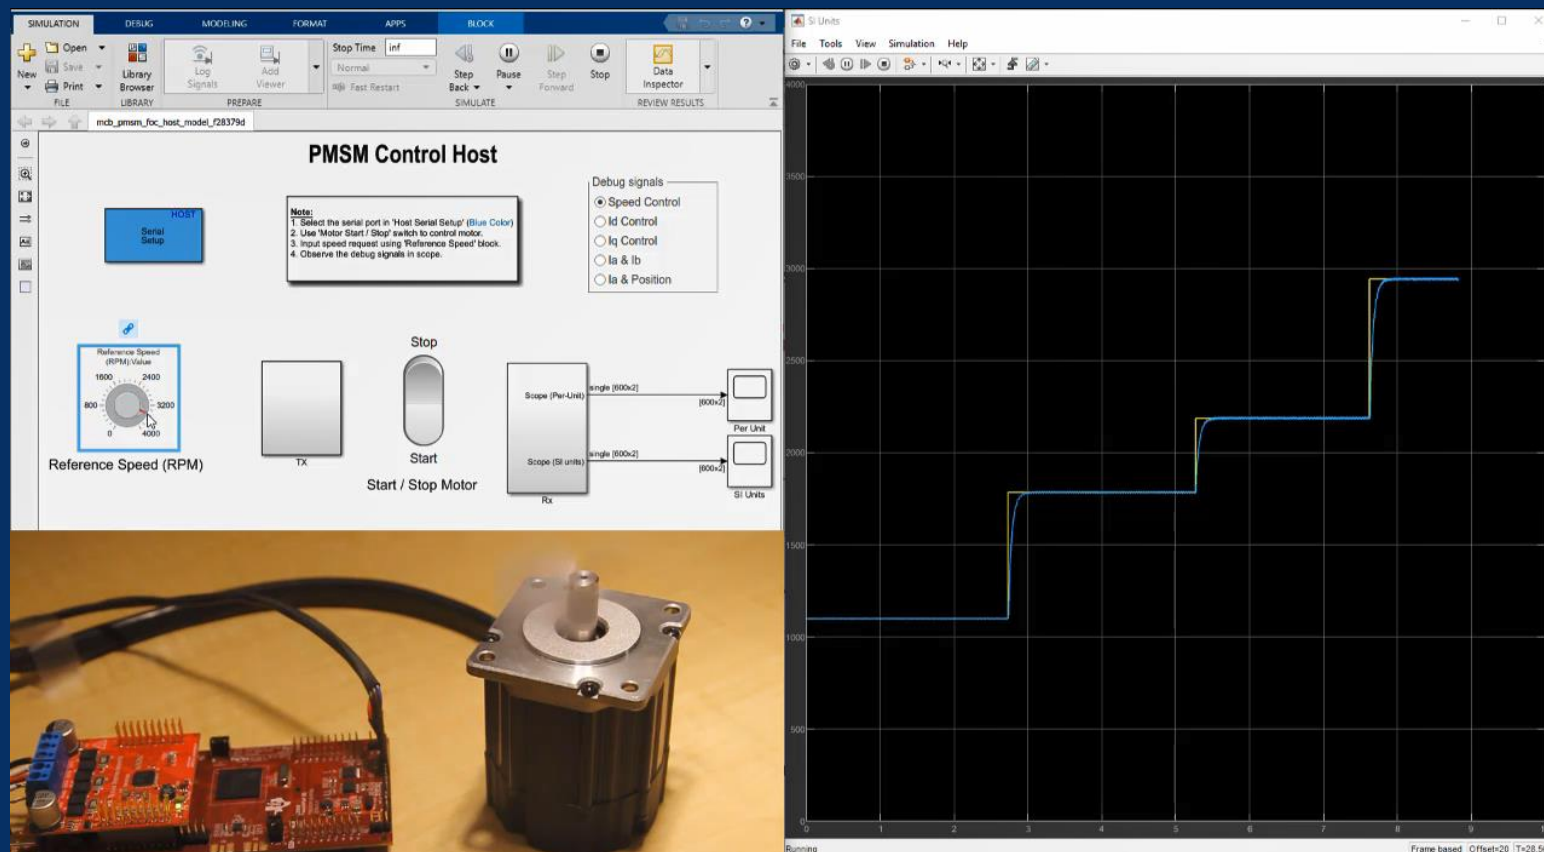 SIMULATION DEBUG MODELING FORMAT APPS BLOCK
New
Open
Save
Print
FILE
Library
Browser
LIBRARY
Log
Signals
Add
Viewer
PREPARE
Stop Time inf
Normal
Fast Restart
Step
Back
Pause
Step
Forward
Stop
SIMULATE
Data
Inspector
REVIEW RESULTS
mcb_pmsm_foc_host_model_f28379d
PMSM Control Host
HOST
Serial
Setup
Note:
1. Select the serial port in 'Host Serial Setup' (Blue Color)
2. Use 'Motor Start / Stop' switch to control motor.
3. Input speed request using 'Reference Speed' block.
4. Observe the debug signals in scope.
Debug signals
Speed Control
Id Control
Iq Control
Ia & Ib
Ia & Position
Reference Speed
(RPM):Value
1600 2400
800 3200
0 4000
Reference Speed (RPM)
TX
Stop
Start
Start / Stop Motor
Scope (Per-Unit)
Scope (SI units)
Rx
single [600x2]
[600x2]
Per Unit
single [600x2]
[600x2]
SI Units
SI Units
File Tools View Simulation Help
4000
3500
3000
2500
2000
1500
1000
500
0
0 1 2 3 4 5 6 7 8 9
Running
Frame based Offset=20